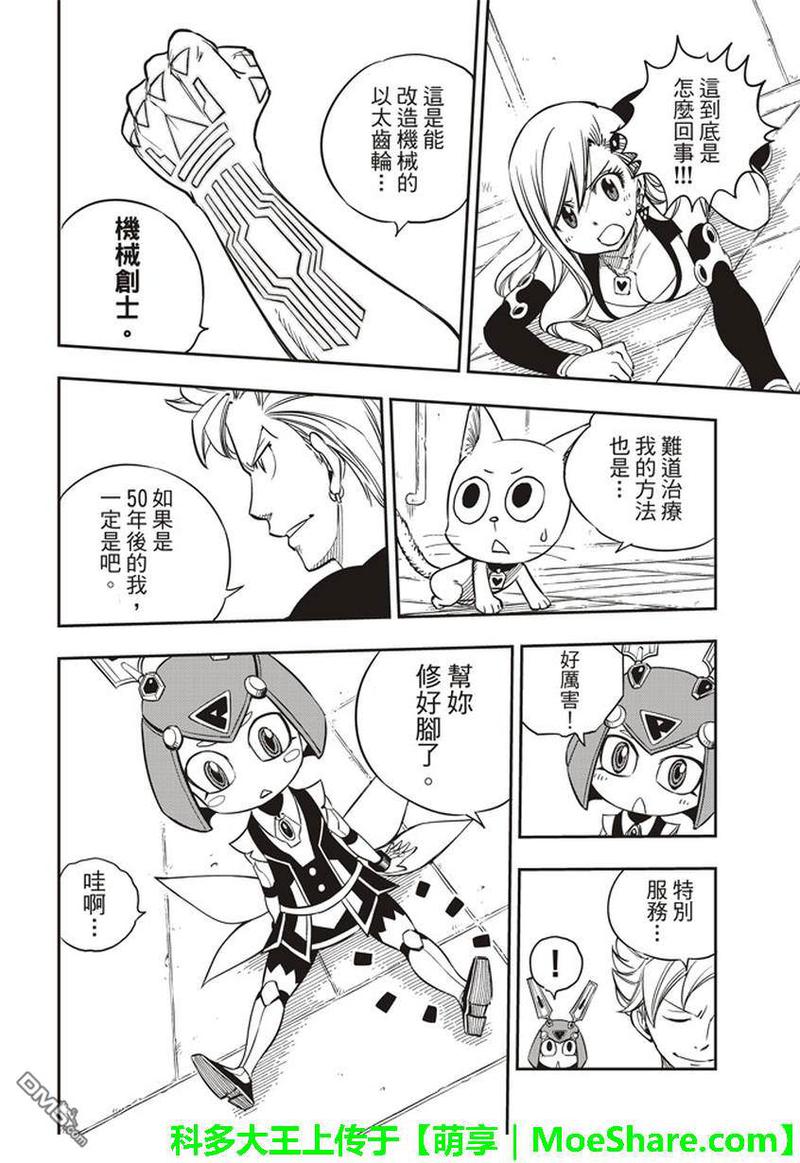 這到底是
怎麼回事!!!
這是能
改造機械的
以太齒輪…
機械創士。
難道治療
我的方法
也是…
如果是
50年後的我，
一定是吧。
好厲害！
特別
服務…
！
幫妳
修好腳了。
哇啊…
DM5.COM
科多大王上传于【萌享｜MoeShare.com】